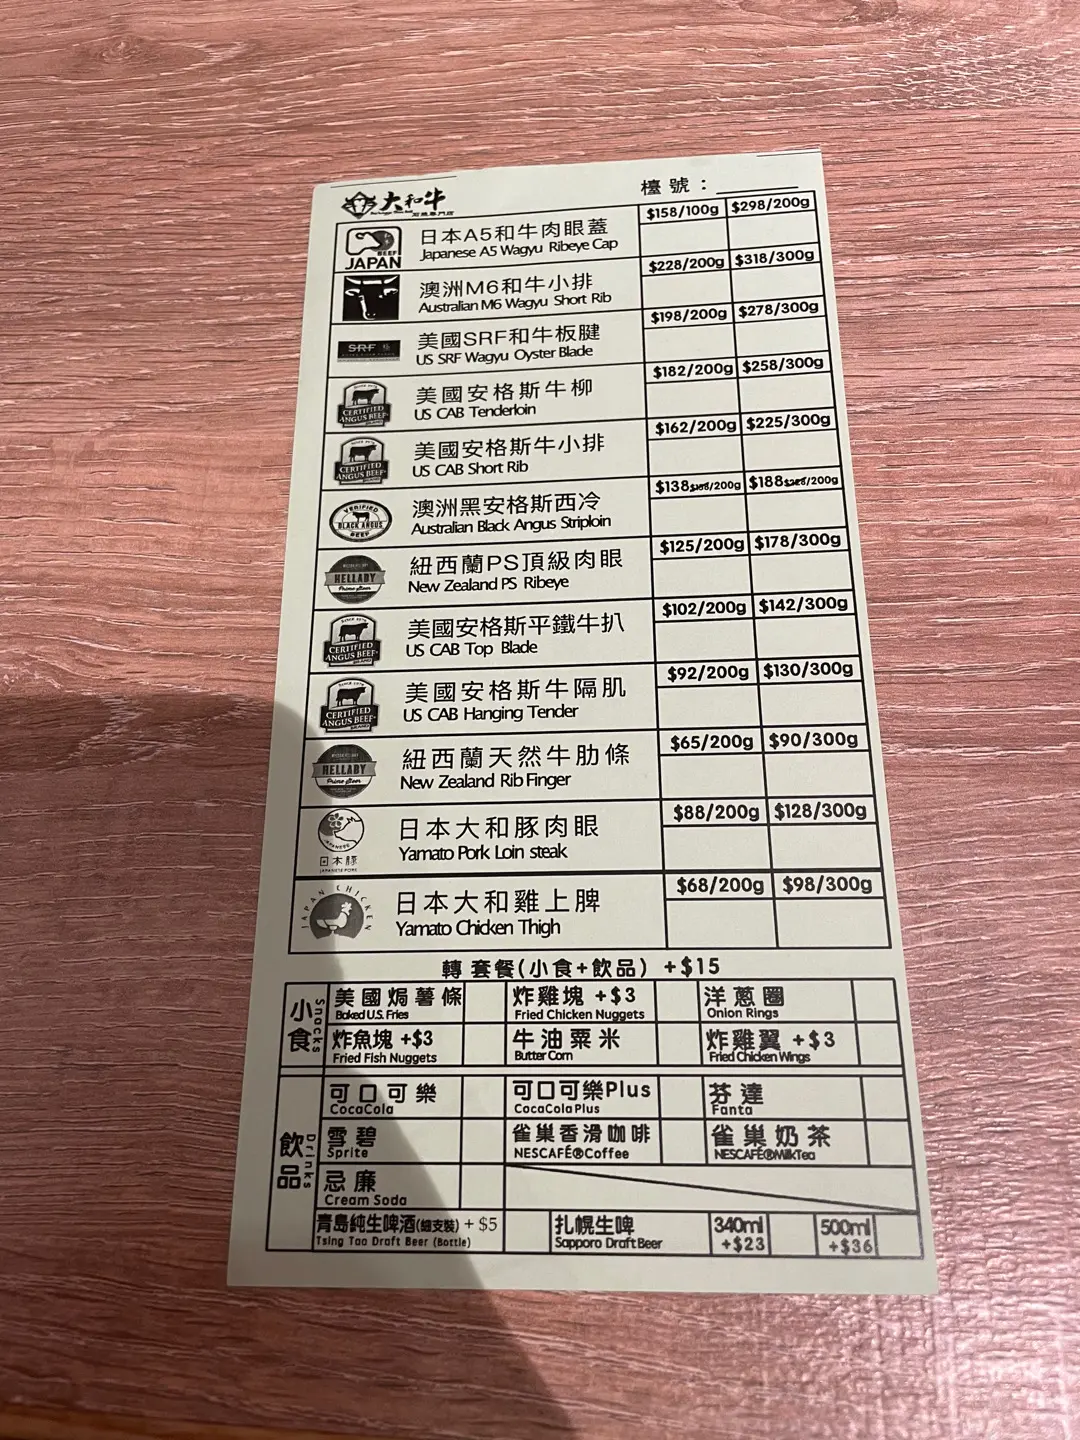 大和牛
檯號：
$158/100g $298/200g
BEEF
JAPAN
日本A5和牛肉眼蓋
Japanese A5 Wagyu Ribeye Cap
$228/200g $318/300g
澳洲M6和牛小排
Australian M6 Wagyu Short Rib
$198/200g $278/300g
SRF
美國SRF和牛板腱
US SRF Wagyu Oyster Blade
$182/200g $258/300g
CERTIFIED
ANGUS BEEF
美國安格斯牛柳
US CAB Tenderloin
$162/200g $225/300g
CERTIFIED
ANGUS BEEF
美國安格斯牛小排
US CAB Short Rib
$138/200g $188/200g
VERIFIED
BLACK ANGUS
BEEF
澳洲黑安格斯西冷
Australian Black Angus Striploin
$125/200g $178/300g
HELLABY
Prime Steer
紐西蘭PS頂級肉眼
New Zealand PS Ribeye
$102/200g $142/300g
CERTIFIED
ANGUS BEEF
美國安格斯平鐵牛扒
US CAB Top Blade
$92/200g $130/300g
CERTIFIED
ANGUS BEEF
美國安格斯牛隔肌
US CAB Hanging Tender
$65/200g $90/300g
HELLABY
Prime Steer
紐西蘭天然牛肋條
New Zealand Rib Finger
$88/200g $128/300g
日本豚
JAPANESE PORK
日本大和豚肉眼
Yamato Pork Loin steak
$68/200g $98/300g
JAPAN CHICKEN
日本大和雞上脾
Yamato Chicken Thigh
轉 套餐(小食+飲品) +$15
小食 Snacks
美國焗薯條 炸雞塊 +$3 洋蔥圈
Baked U.S. Fries Fried Chicken Nuggets Onion Rings
炸魚塊 +$3 牛油粟米 炸雞翼 +$3
Fried Fish Nuggets Butter Corn Fried Chicken Wings
飲品 Drinks
可口可樂 可口可樂Plus 芬達
CocaCola CocaCola Plus Fanta
雪碧 雀巢香滑咖啡 雀巢奶茶
Sprite NESCAFÉ®Coffee NESCAFÉ®MilkTea
忌廉
Cream Soda
青島純生啤酒(細支裝) + $5 扎幌生啤 340ml 500ml
Tsing Tao Draft Beer (Bottle) Sapporo Draft Beer +$23 +$36